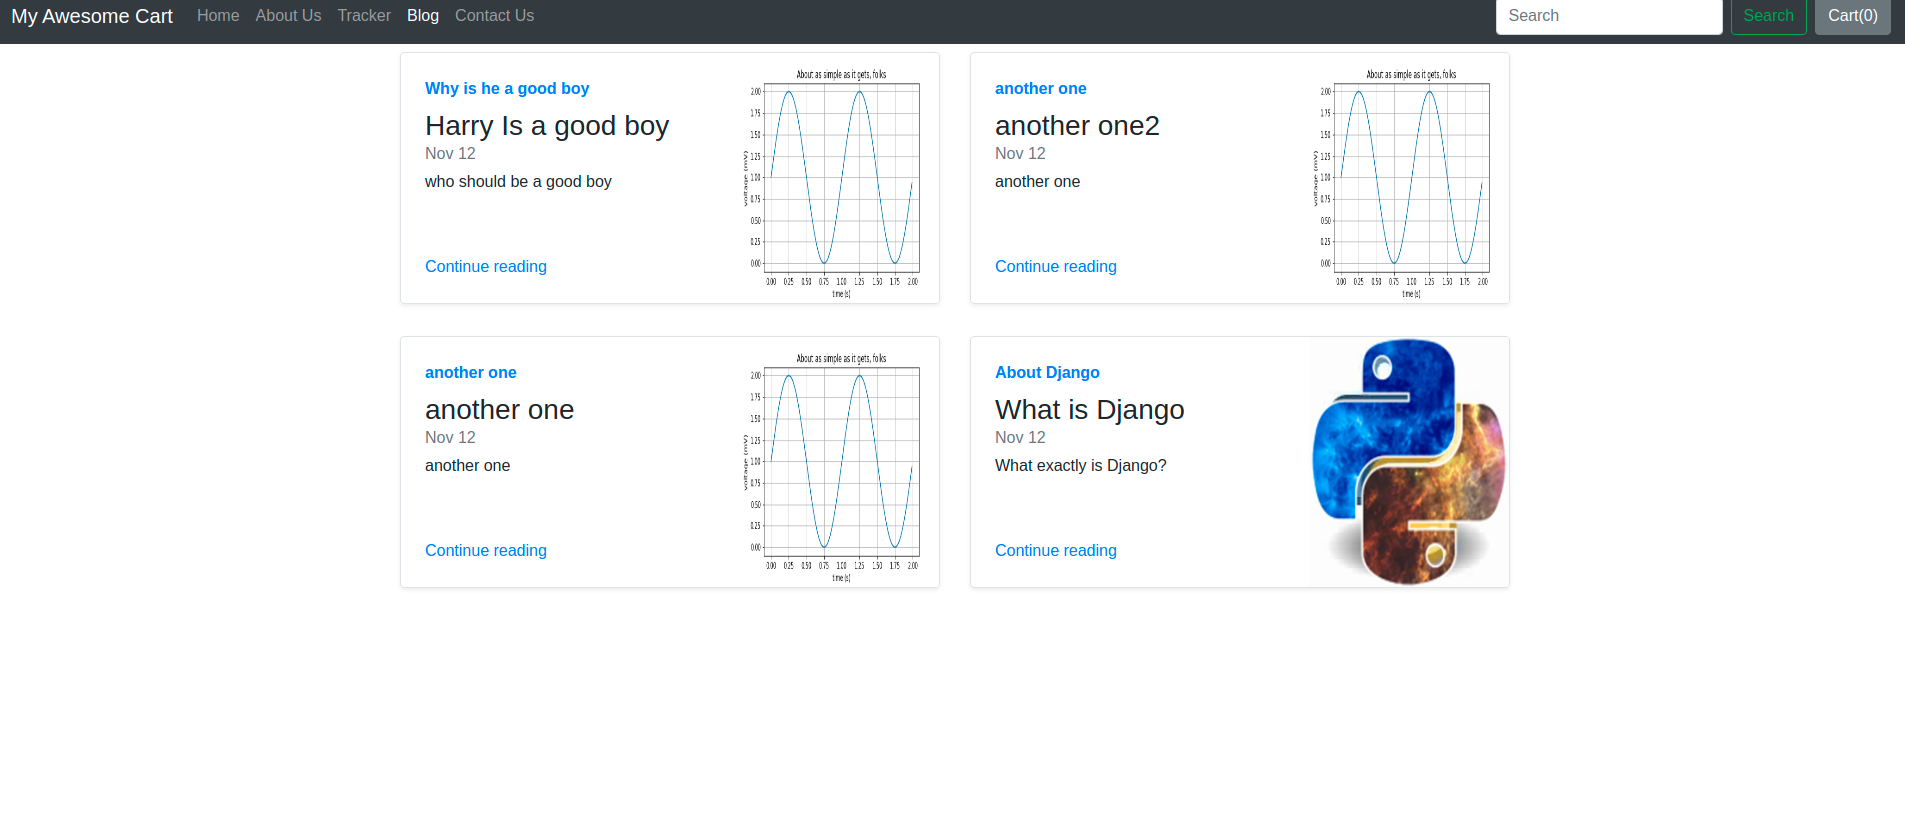 My Awesome Cart Home About Us Tracker Blog Contact Us Search Search Cart(0)
Why is he a good boy
Harry Is a good boy
Nov 12
who should be a good boy
Continue reading
About as simple as it gets, folks
2.00
1.75
1.50
1.25
1.00
0.75
0.50
0.25
0.00
voltage (mV)
0.00 0.25 0.50 0.75 1.00 1.25 1.50 1.75 2.00
time (s)
another one
another one2
Nov 12
another one
Continue reading
About as simple as it gets, folks
2.00
1.75
1.50
1.25
1.00
0.75
0.50
0.25
0.00
voltage (mV)
0.00 0.25 0.50 0.75 1.00 1.25 1.50 1.75 2.00
time (s)
another one
another one
Nov 12
another one
Continue reading
About as simple as it gets, folks
2.00
1.75
1.50
1.25
1.00
0.75
0.50
0.25
0.00
voltage (mV)
0.00 0.25 0.50 0.75 1.00 1.25 1.50 1.75 2.00
time (s)
About Django
What is Django
Nov 12
What exactly is Django?
Continue reading